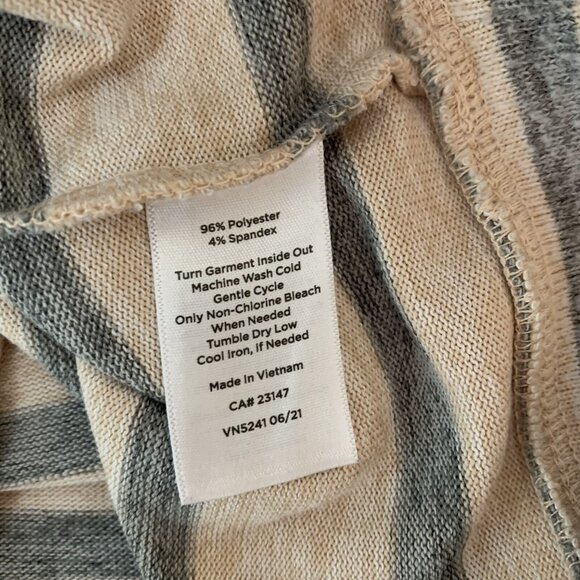 96% Polyester
4% Spandex
Turn Garment Inside Out
Machine Wash Cold
Gentle Cycle
Only Non-Chlorine Bleach
When Needed
Tumble Dry Low
Cool Iron, If Needed
Made In Vietnam
CA# 23147
VN5241 06/21